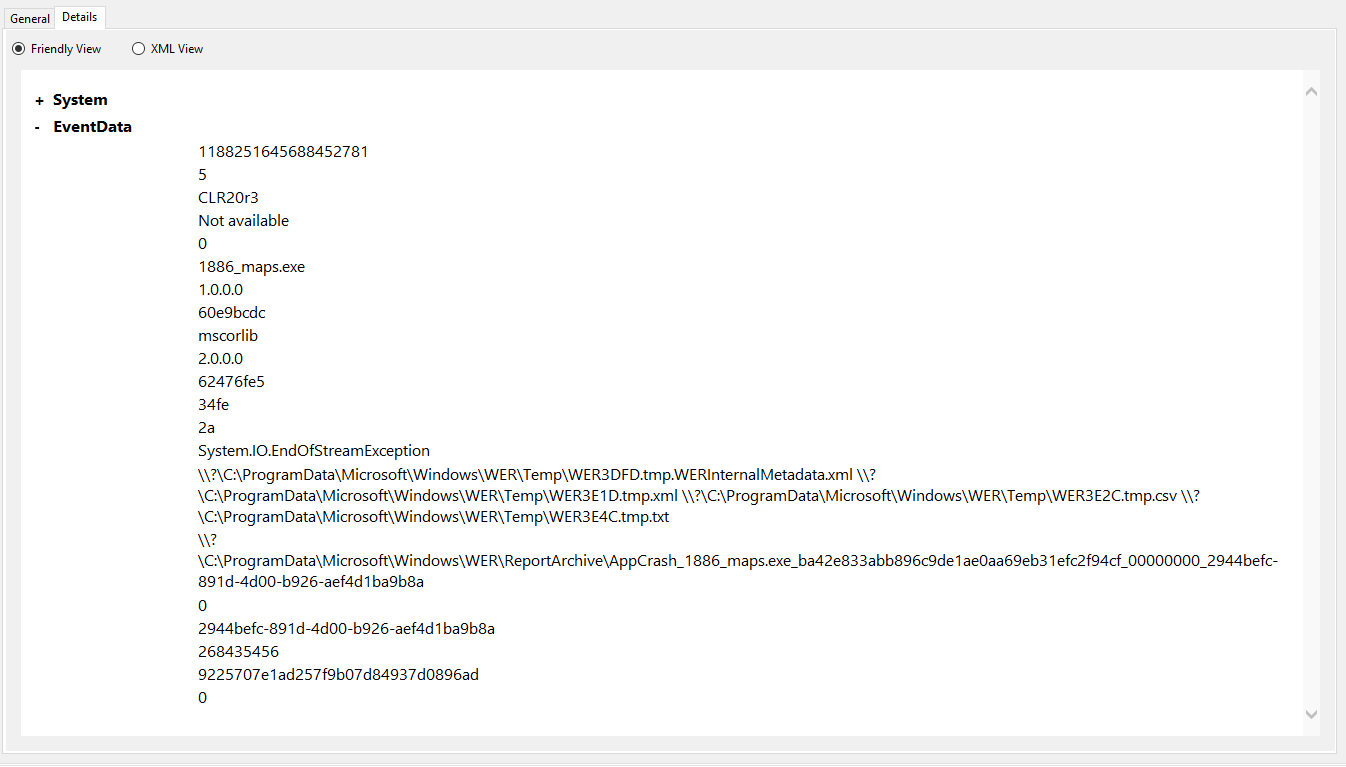 General Details
Friendly View XML View
+ System
- EventData
1188251645688452781
5
CLR20r3
Not available
0
1886_maps.exe
1.0.0.0
60e9bcdc
mscorlib
2.0.0.0
62476fe5
34fe
2a
System.IO.EndOfStreamException
\\?\C:\ProgramData\Microsoft\Windows\WER\Temp\WER3DFD.tmp.WERInternalMetadata.xml \\?
\C:\ProgramData\Microsoft\Windows\WER\Temp\WER3E1D.tmp.xml \\?\C:\ProgramData\Microsoft\Windows\WER\Temp\WER3E2C.tmp.csv \\?
\C:\ProgramData\Microsoft\Windows\WER\Temp\WER3E4C.tmp.txt
\\?
\C:\ProgramData\Microsoft\Windows\WER\ReportArchive\AppCrash_1886_maps.exe_ba42e833abb896c9de1ae0aa69eb31efc2f94cf_00000000_2944befc-
891d-4d00-b926-aef4d1ba9b8a
0
2944befc-891d-4d00-b926-aef4d1ba9b8a
268435456
9225707e1ad257f9b07d84937d0896ad
0